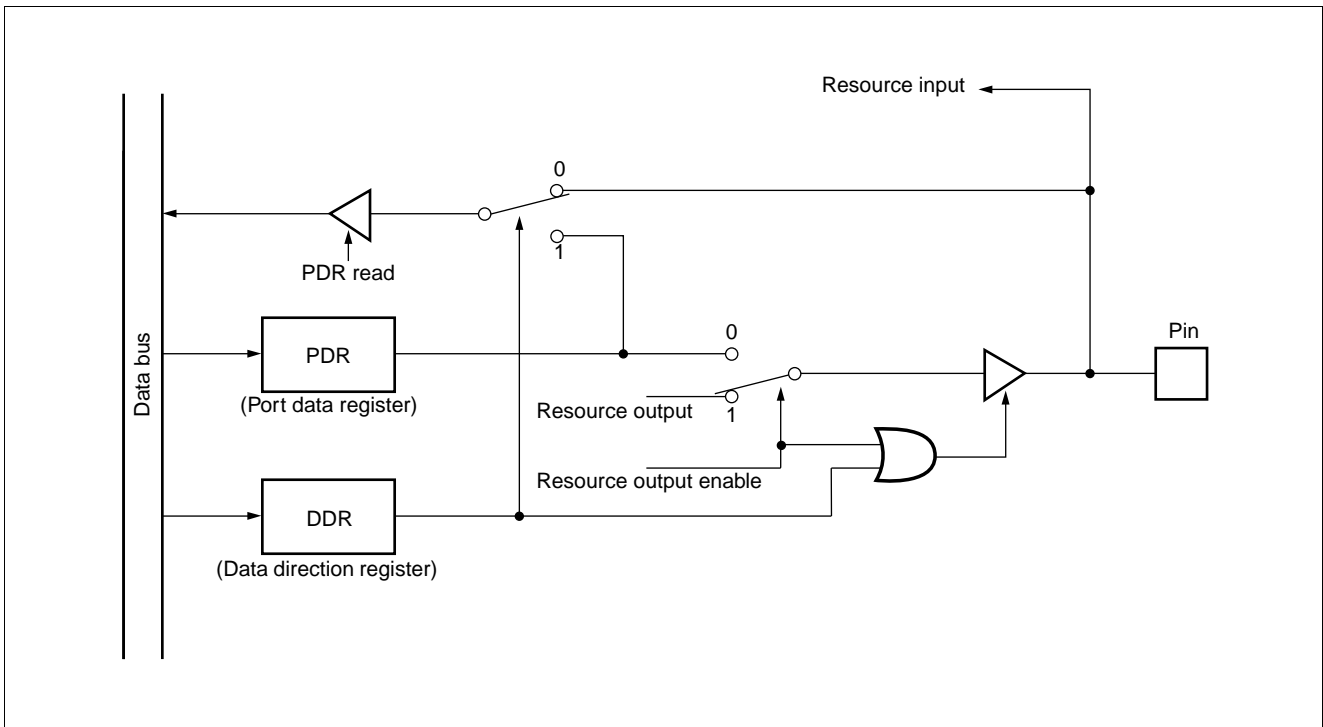 Resource input
0
1
PDR read
Data bus
PDR
(Port data register)
0
Pin
Resource output
1
Resource output enable
DDR
(Data direction register)